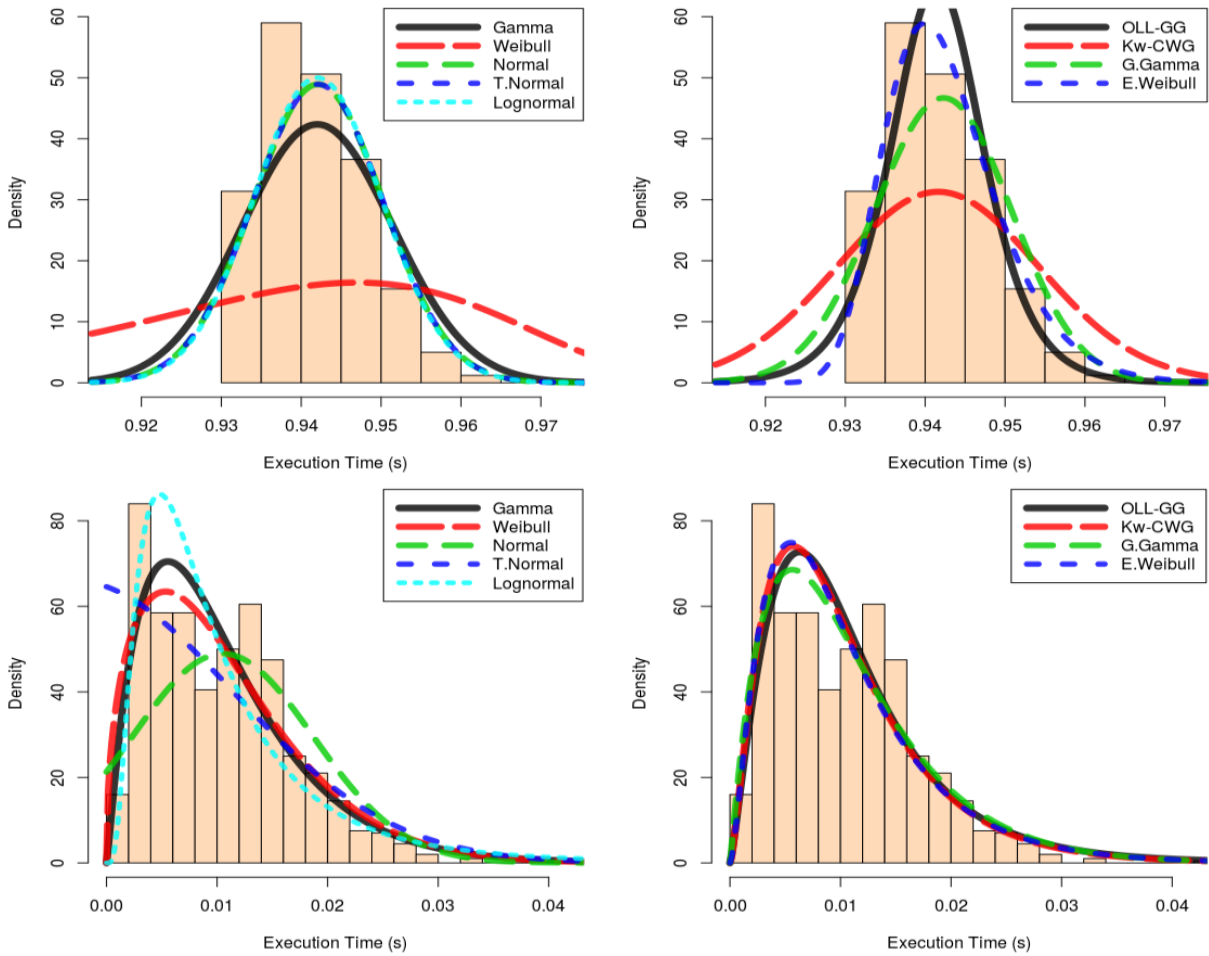 Density
0
10
20
30
40
50
60
0.92
0.93
0.94
0.95
0.96
0.97
Execution Time (s)
Gamma
Weibull
Normal
T.Normal
Lognormal
Density
0
10
20
30
40
50
60
0.92
0.93
0.94
0.95
0.96
0.97
Execution Time (s)
OLL-GG
Kw-CWG
G.Gamma
E.Weibull
Density
0
20
40
60
80
0.00
0.01
0.02
0.03
0.04
Execution Time (s)
Gamma
Weibull
Normal
T.Normal
Lognormal
Density
0
20
40
60
80
0.00
0.01
0.02
0.03
0.04
Execution Time (s)
OLL-GG
Kw-CWG
G.Gamma
E.Weibull